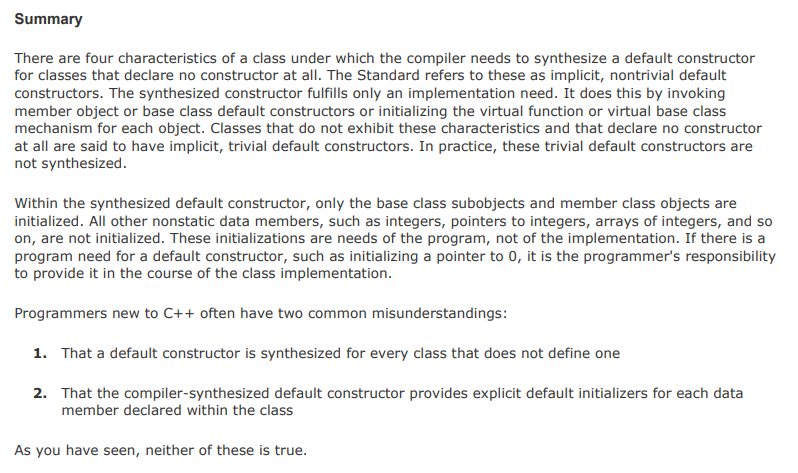 Summary
There are four characteristics of a class under which the compiler needs to synthesize a default constructor
for classes that declare no constructor at all. The Standard refers to these as implicit, nontrivial default
constructors. The synthesized constructor fulfills only an implementation need. It does this by invoking
member object or base class default constructors or initializing the virtual function or virtual base class
mechanism for each object. Classes that do not exhibit these characteristics and that declare no constructor
at all are said to have implicit, trivial default constructors. In practice, these trivial default constructors are
not synthesized.
Within the synthesized default constructor, only the base class subobjects and member class objects are
initialized. All other nonstatic data members, such as integers, pointers to integers, arrays of integers, and so
on, are not initialized. These initializations are needs of the program, not of the implementation. If there is a
program need for a default constructor, such as initializing a pointer to 0, it is the programmer's responsibility
to provide it in the course of the class implementation.
Programmers new to C++ often have two common misunderstandings:
1. That a default constructor is synthesized for every class that does not define one
2. That the compiler-synthesized default constructor provides explicit default initializers for each data
member declared within the class
As you have seen, neither of these is true.